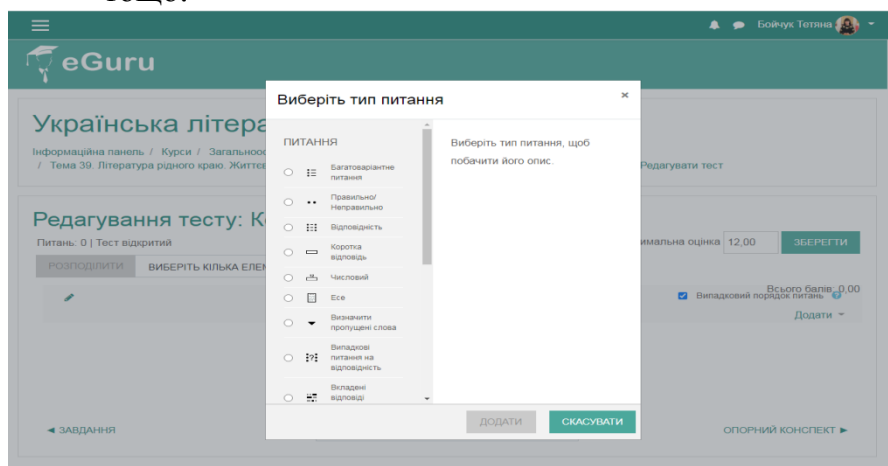 тощо.
Бойчук Тетяна
eGuru
Виберіть тип питання ×
Українська літера
ПИТАННЯ
Виберіть тип питання, щоб
побачити його опис.
Інформаційна панель / Курси /
/ Тема 39. Література рідного краю.
Редагувати тест
Багатоваріантне
питання
Правильно/
Неправильно
Відповідність
Коротка
відповідь
Числовий
Есе
Визначити
пропущені слова
Випадкові
питання на
відповідність
Вкладені
відповіді
Редагування тесту: К
Питань: 0 | Тест відкритий
имальна оцінка 12,00 ЗБЕРЕГТИ
РОЗПОДІЛИТИ ВИБЕРІТЬ КІЛЬКА ЕЛЕ
Всього балів: 0,00
Випадковий порядок питань
Додати
ДОДАТИ СКАСУВАТИ
◄ ЗАВДАННЯ
ОПОРНИЙ КОНСПЕКТ ►